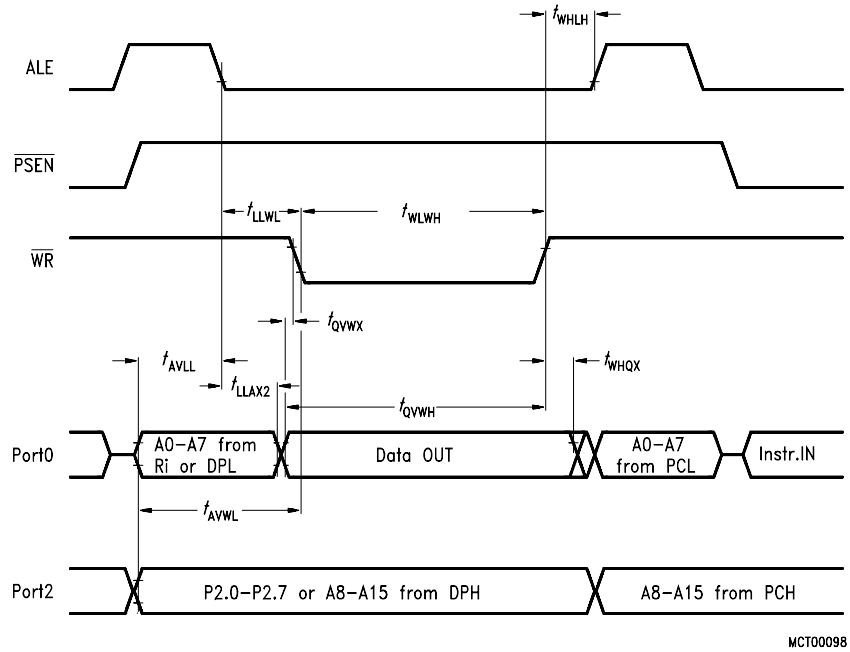 tWHLH
ALE
PSEN
tLLWL
tWLWH
WR
tQVWX
tAVLL
tLLAX2
tWHQX
tQVWH
Port0
A0-A7 from
Ri or DPL
Data OUT
A0-A7
from PCL
Instr.IN
tAVWL
Port2
P2.0-P2.7 or A8-A15 from DPH
A8-A15 from PCH
MCT00098